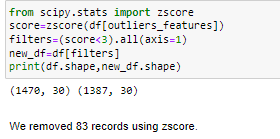 from scipy.stats import zscore
score=zscore(df[outliers_features])
filters=(score<3).all(axis=1)
new_df=df[filters]
print(df.shape,new_df.shape)
(1470, 30) (1387, 30)
We removed 83 records using zscore.